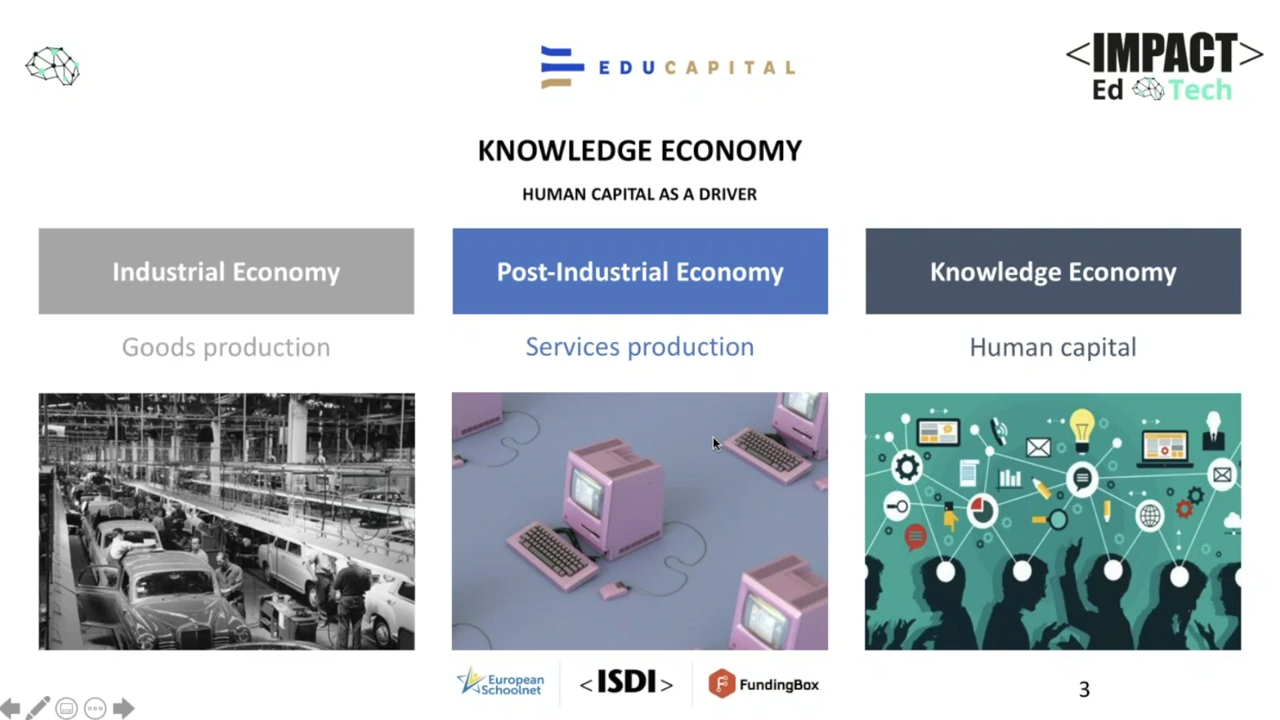 EDUCAPITAL
<IMPACT>
Ed Tech
KNOWLEDGE ECONOMY
HUMAN CAPITAL AS A DRIVER
Industrial Economy
Post-Industrial Economy
Knowledge Economy
Goods production
Services production
Human capital
European
Schoolnet
<ISDI>
FundingBox
3